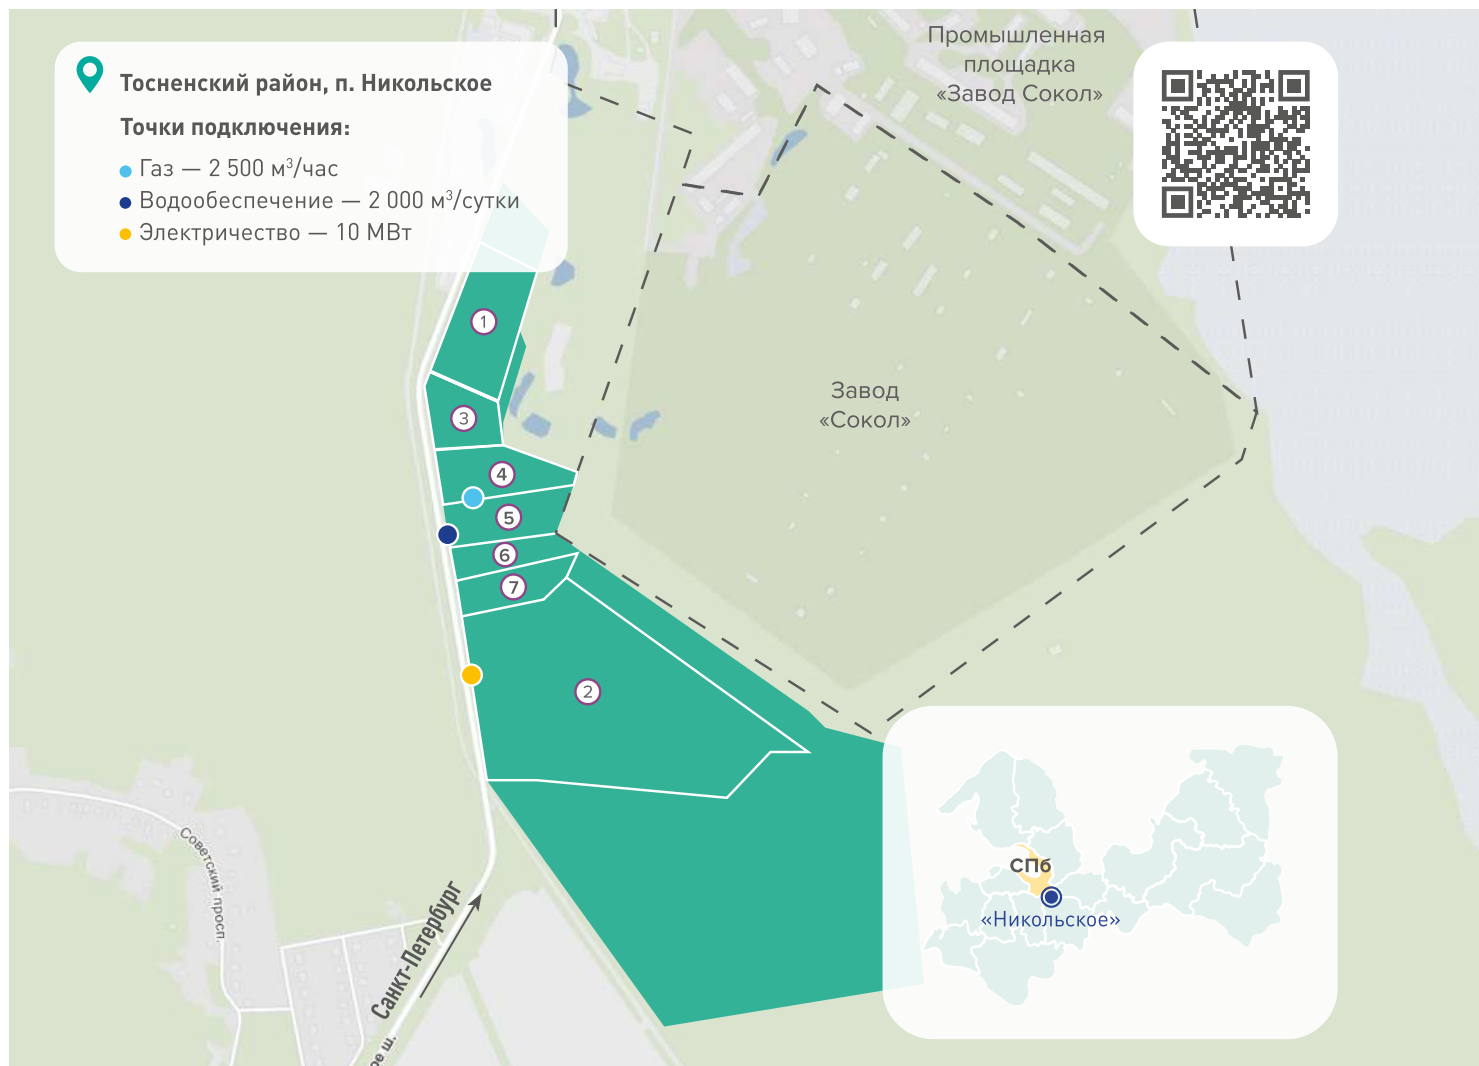 Тосненский район, п. Никольское
Точки подключения:
Газ — 2 500 м³/час
Водообеспечение — 2 000 м³/сутки
Электричество — 10 МВт
Промышленная
площадка
«Завод Сокол»
Завод
«Сокол»
1
3
4
5
6
7
2
Советский просп.
Санкт-Петербург
ое ш.
СПб
«Никольское»